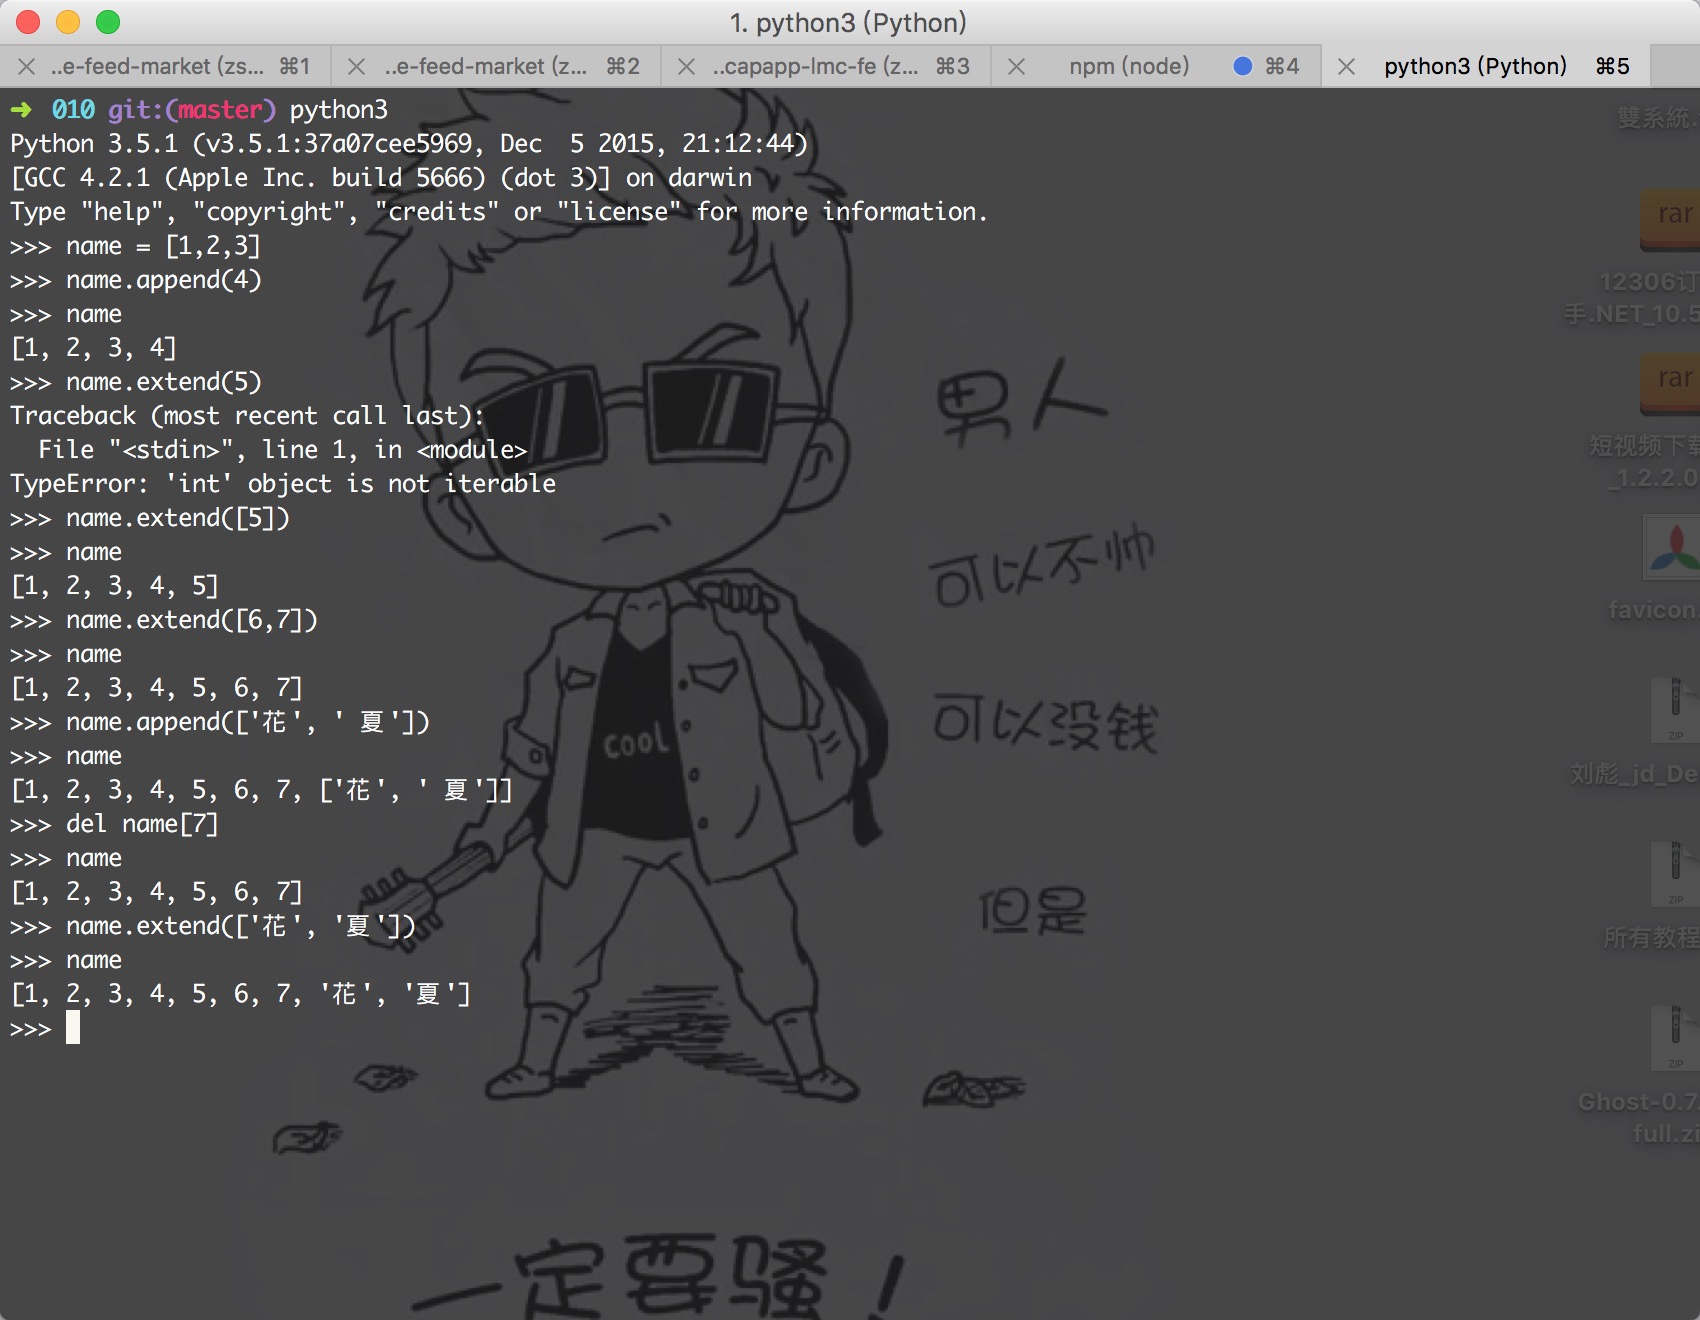 1. python3 (Python)
..e-feed-market (zs... ⌘1
..e-feed-market (z... ⌘2
..capapp-lmc-fe (z... ⌘3
npm (node) ⌘4
python3 (Python) ⌘5
➜ 010 git:(master) python3
Python 3.5.1 (v3.5.1:37a07cee5969, Dec  5 2015, 21:12:44)
[GCC 4.2.1 (Apple Inc. build 5666) (dot 3)] on darwin
Type "help", "copyright", "credits" or "license" for more information.
>>> name = [1,2,3]
>>> name.append(4)
>>> name
[1, 2, 3, 4]
>>> name.extend(5)
Traceback (most recent call last):
  File "<stdin>", line 1, in <module>
TypeError: 'int' object is not iterable
>>> name.extend([5])
>>> name
[1, 2, 3, 4, 5]
>>> name.extend([6,7])
>>> name
[1, 2, 3, 4, 5, 6, 7]
>>> name.append(['花', ' 夏'])
>>> name
[1, 2, 3, 4, 5, 6, 7, ['花', ' 夏']]
>>> del name[7]
>>> name
[1, 2, 3, 4, 5, 6, 7]
>>> name.extend(['花', '夏'])
>>> name
[1, 2, 3, 4, 5, 6, 7, '花', '夏']
>>>
男人
可以不帅
可以没钱
但是
一定要骚!
COOL
雙系統.
rar
12306订
手.NET_10.5
rar
短视频下载
_1.2.2.0
favicon
ZIP
刘彪_jd_De
ZIP
所有教程
ZIP
Ghost-0.7.
full.zi